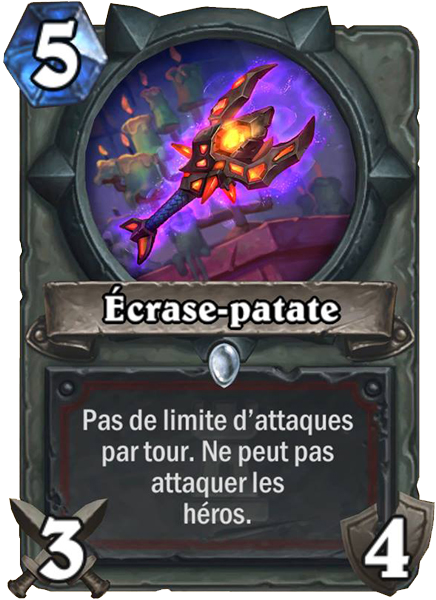 5
Écrase-patate
Pas de limite d'attaques
par tour. Ne peut pas
attaquer les
héros.
3
4